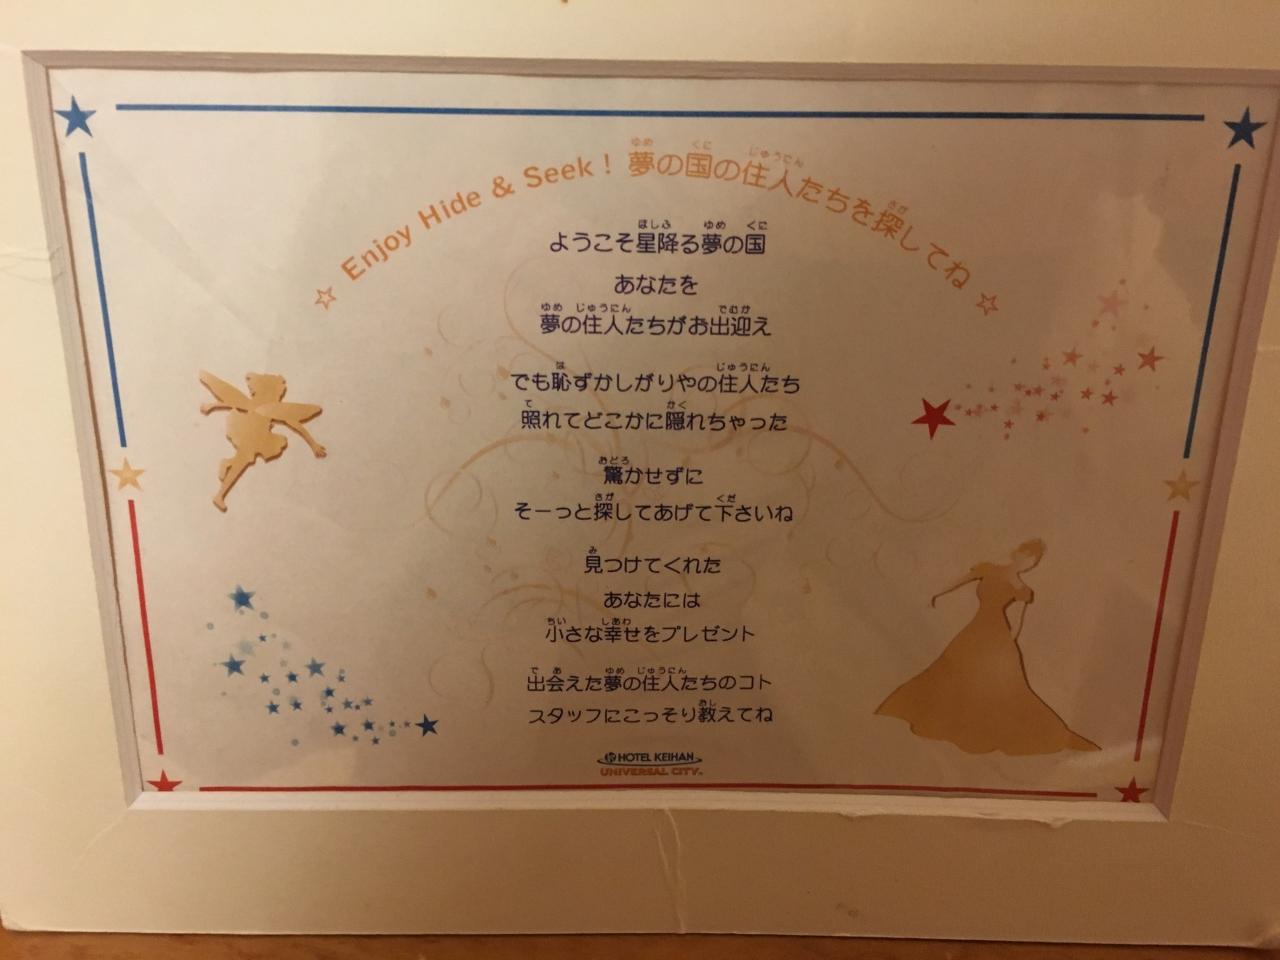 ☆ Enjoy Hide & Seek！夢の国の住人たちを探してね ☆
ようこそ星降る夢の国
あなたを
夢の住人たちがお出迎え
でも恥ずかしがりやの住人たち
照れてどこかに隠れちゃった
驚かせずに
そーっと探してあげて下さいね
見つけてくれた
あなたには
小さな幸せをプレゼント
出会えた夢の住人たちのコト
スタッフにこっそり教えてね
HOTEL KEIHAN
UNIVERSAL CITY